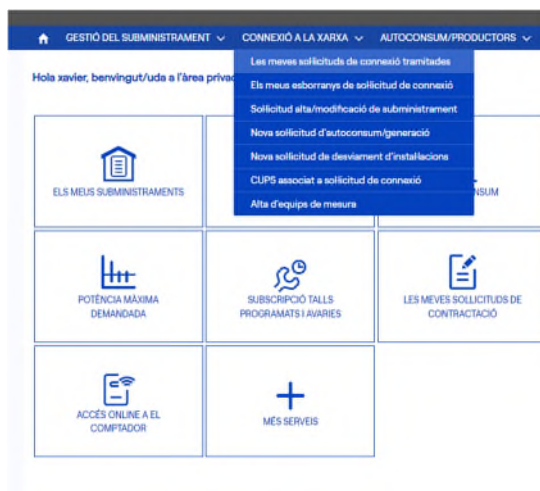 GESTIÓ DEL SUBMINISTRAMENT
CONNEXIÓ A LA XARXA
AUTOCONSUM/PRODUCTORS
Les meves sol·licituds de connexió tramitades
Hola xavier, benvingut/uda a l'àrea priva
Els meus esborranys de sol·licitud de connexió
Sol·licitud alta/modificació de subministrament
Nova sol·licitud d'autoconsum/generació
Nova sol·licitud de desviament d'instal·lacions
CUPS associat a sol·licitud de connexió
Alta d'equips de mesura
ELS MEUS SUBMINISTRAMENTS
NSUM
POTÈNCIA MÀXIMA
DEMANDADA
SUBSCRIPCIÓ TALLS
PROGRAMATS I AVARIES
LES MEVES SOL·LICITUDS DE
CONTRACTACIÓ
ACCÉS ONLINE A EL
COMPTADOR
MÉS SERVEIS